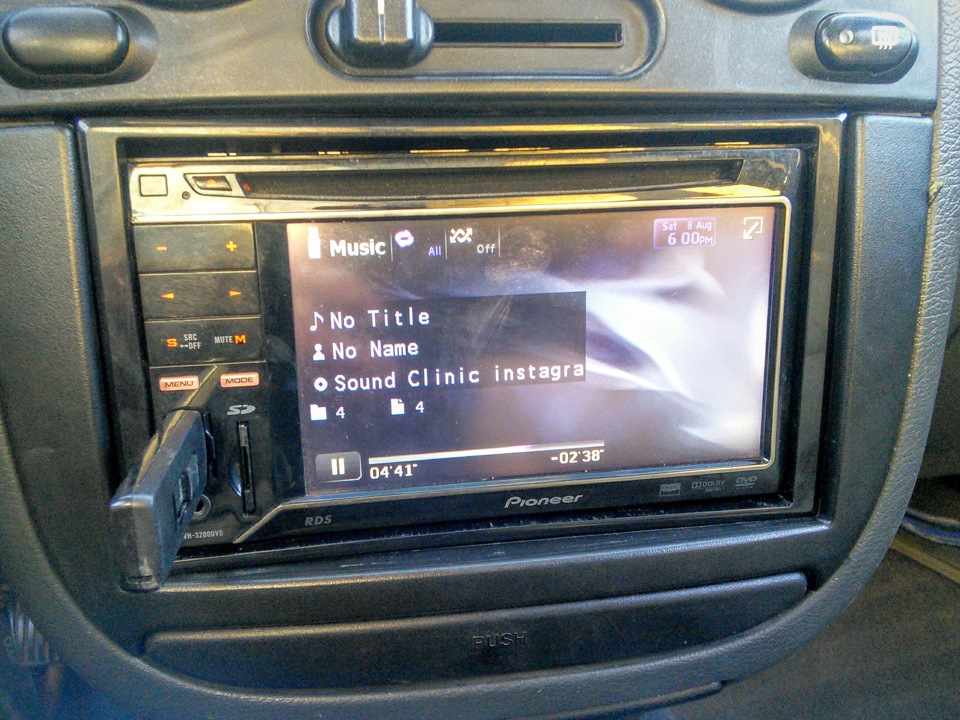 Music
All
Off
Sat 8 Aug
6 00PM
No Title
No Name
Sound Clinic instagra
4
4
04'41"
-02'38"
- +
S SRC OFF
MUTE M
MENU
MODE
SD
RDS
Pioneer
DOLBY
DVD
PUSH